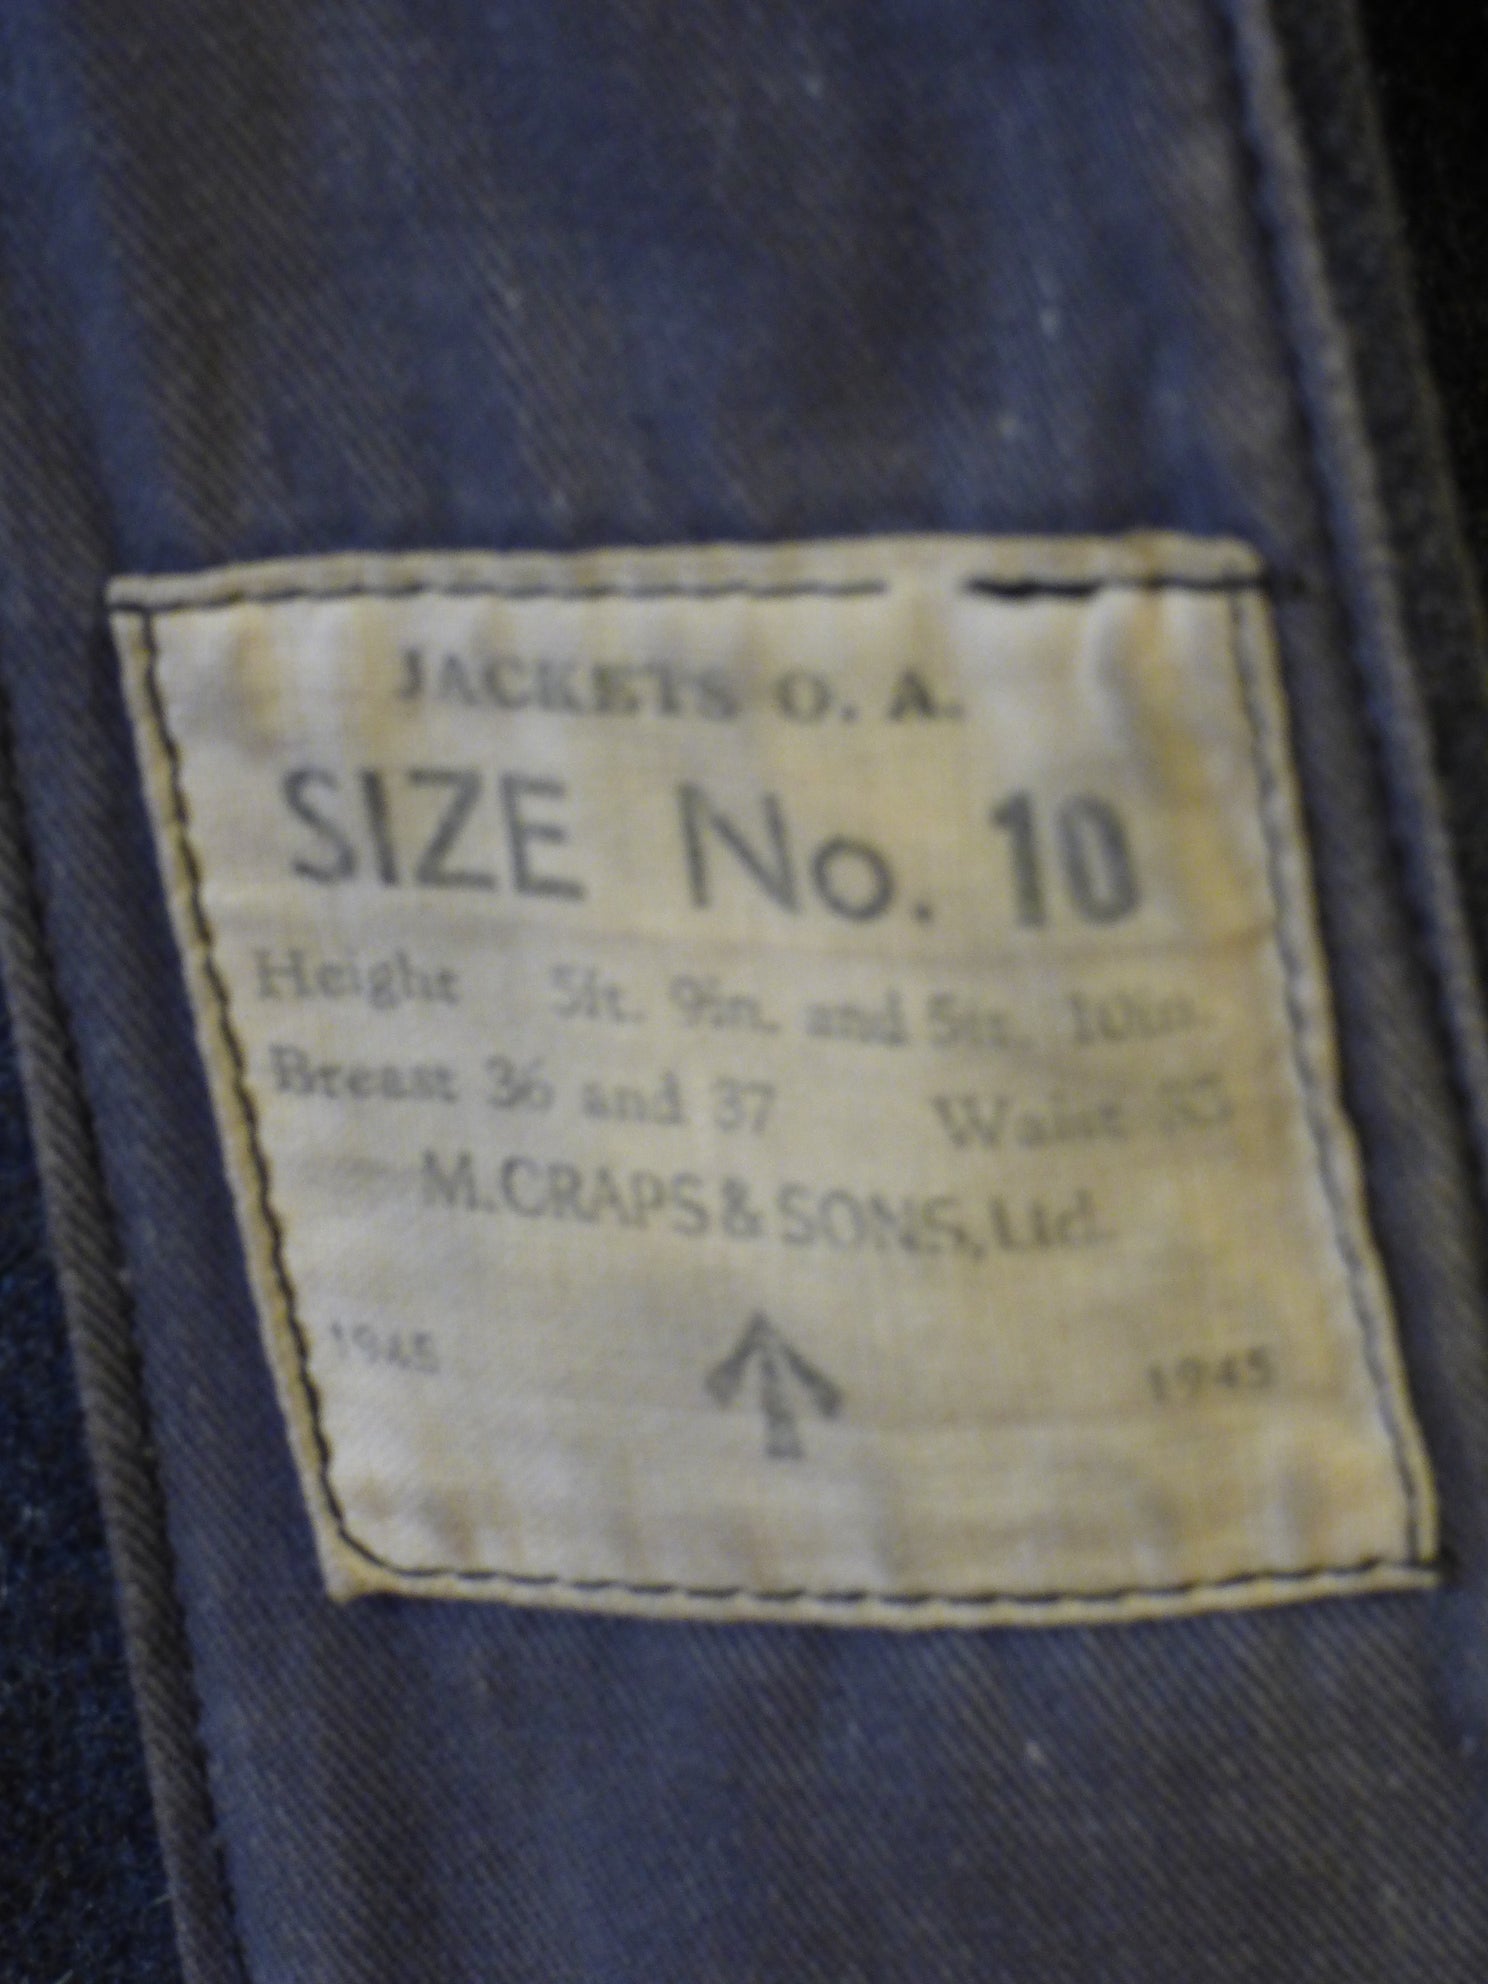 JACKETS O. A.
SIZE No. 10
Height 5ft. 9in. and 5ft. 10in.
Breast 36 and 37 Waist
M. CRAPS & SONS, Ltd.
1945 1945